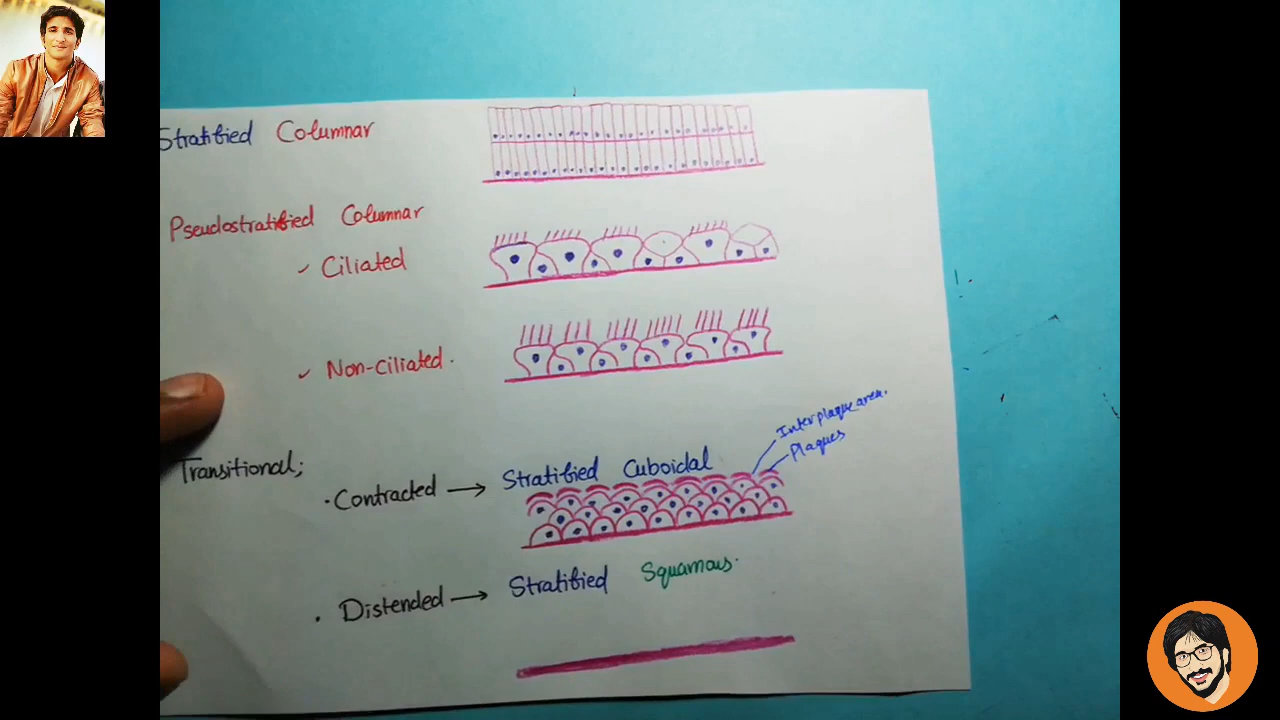 Stratified Columnar
Pseudostratified Columnar
✓ Ciliated
✓ Non-ciliated.
Interplaque area.
Plaques
Transitional;
• Contracted → Stratified Cuboidal
• Distended → Stratified Squamous.